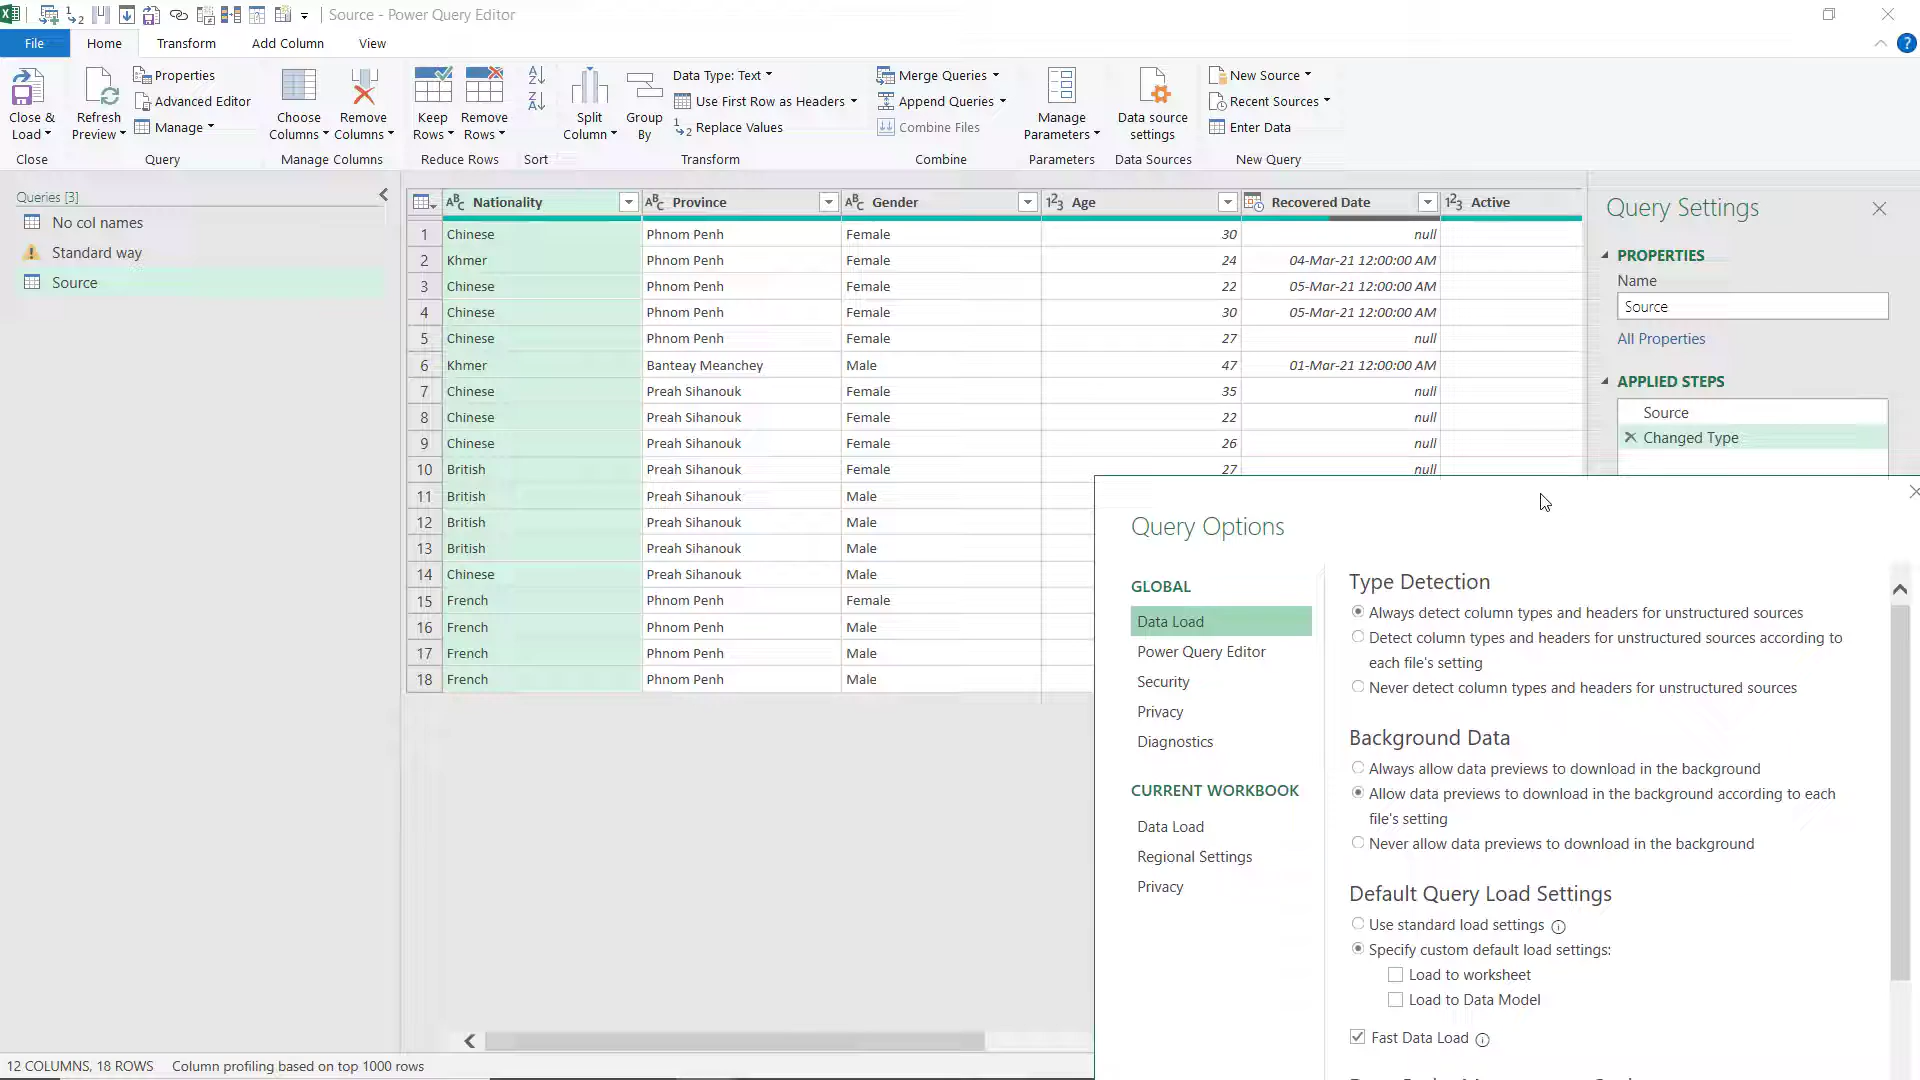 Source - Power Query Editor
File Home Transform Add Column View
Close & Load
Close
Refresh Preview
Properties
Advanced Editor
Manage
Query
Choose Columns
Remove Columns
Manage Columns
Keep Rows
Remove Rows
Reduce Rows
Sort
Split Column
Group By
Data Type: Text
Use First Row as Headers
Replace Values
Transform
Merge Queries
Append Queries
Combine Files
Combine
Manage Parameters
Parameters
Data source settings
Data Sources
New Source
Recent Sources
Enter Data
New Query
Queries [3]
No col names
Standard way
Source
Nationality Province Gender Age Recovered Date Active
1 Chinese Phnom Penh Female 30 null
2 Khmer Phnom Penh Female 24 04-Mar-21 12:00:00 AM
3 Chinese Phnom Penh Female 22 05-Mar-21 12:00:00 AM
4 Chinese Phnom Penh Female 30 05-Mar-21 12:00:00 AM
5 Chinese Phnom Penh Female 27 null
6 Khmer Banteay Meanchey Male 47 01-Mar-21 12:00:00 AM
7 Chinese Preah Sihanouk Female 35 null
8 Chinese Preah Sihanouk Female 22 null
9 Chinese Preah Sihanouk Female 26 null
10 British Preah Sihanouk Female 27 null
11 British Preah Sihanouk Male
12 British Preah Sihanouk Male
13 British Preah Sihanouk Male
14 Chinese Preah Sihanouk Male
15 French Phnom Penh Female
16 French Phnom Penh Male
17 French Phnom Penh Male
18 French Phnom Penh Male
Query Settings
PROPERTIES
Name
Source
All Properties
APPLIED STEPS
Source
Changed Type
Query Options
GLOBAL
Data Load
Power Query Editor
Security
Privacy
Diagnostics
CURRENT WORKBOOK
Data Load
Regional Settings
Privacy
Type Detection
Always detect column types and headers for unstructured sources
Detect column types and headers for unstructured sources according to
each file's setting
Never detect column types and headers for unstructured sources
Background Data
Always allow data previews to download in the background
Allow data previews to download in the background according to each
file's setting
Never allow data previews to download in the background
Default Query Load Settings
Use standard load settings
Specify custom default load settings:
Load to worksheet
Load to Data Model
Fast Data Load
12 COLUMNS, 18 ROWS Column profiling based on top 1000 rows